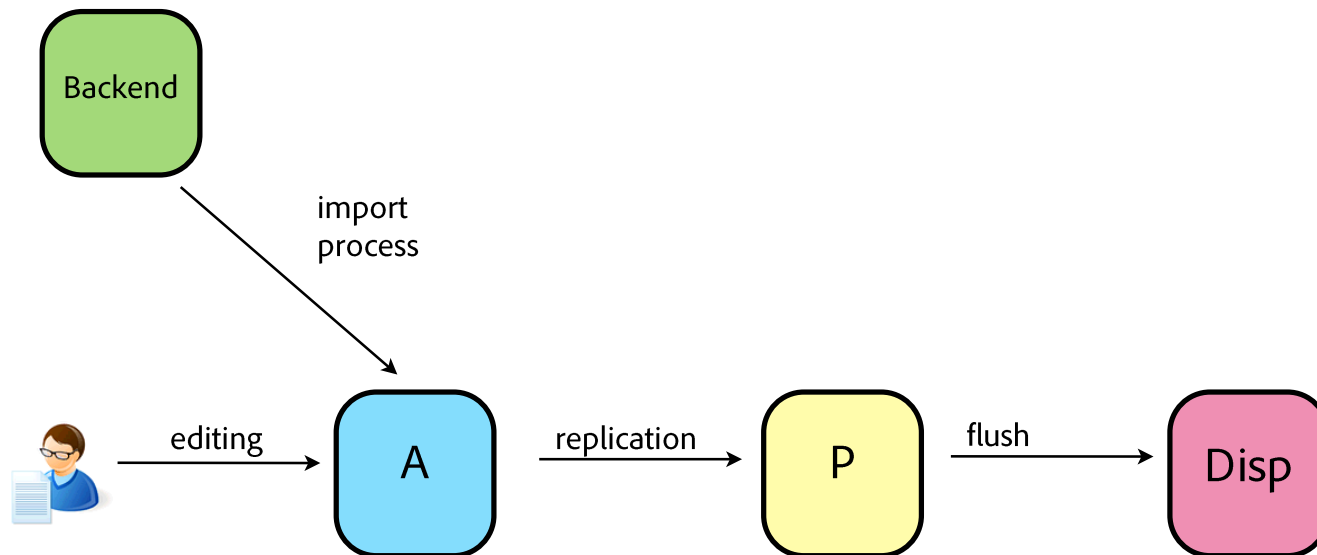 Backend
import
process
editing
A
replication
P
flush
Disp